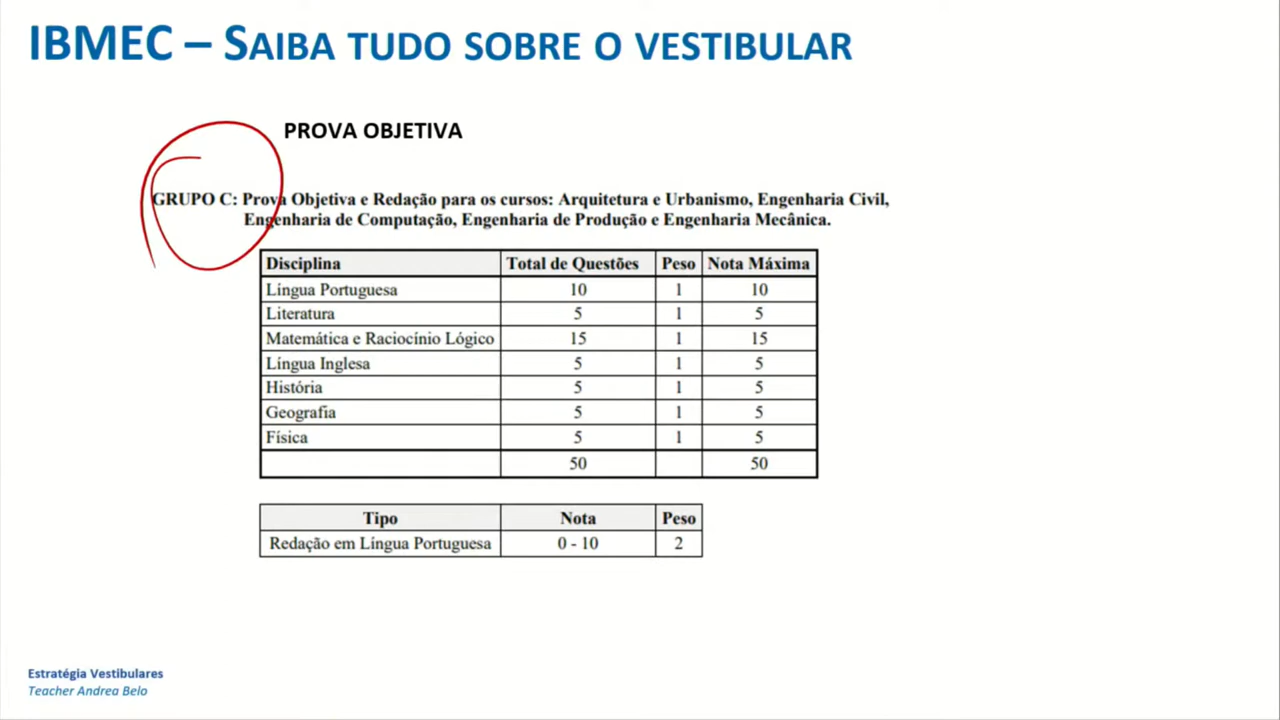 IBMEC – SAIBA TUDO SOBRE O VESTIBULAR
PROVA OBJETIVA
GRUPO C: Prova Objetiva e Redação para os cursos: Arquitetura e Urbanismo, Engenharia Civil,
Engenharia de Computação, Engenharia de Produção e Engenharia Mecânica.
Disciplina Total de Questões Peso Nota Máxima
Língua Portuguesa 10 1 10
Literatura 5 1 5
Matemática e Raciocínio Lógico 15 1 15
Língua Inglesa 5 1 5
História 5 1 5
Geografia 5 1 5
Física 5 1 5
50 50
Tipo Nota Peso
Redação em Língua Portuguesa 0 - 10 2
Estratégia Vestibulares
Teacher Andrea Belo